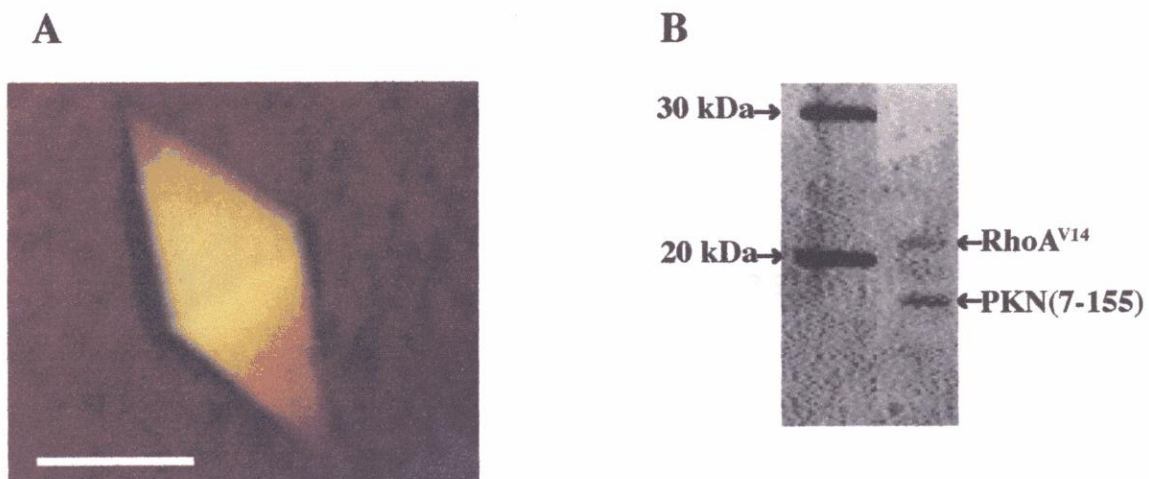 A
B
30 kDa→
20 kDa→
←RhoAV14
←PKN(7-155)